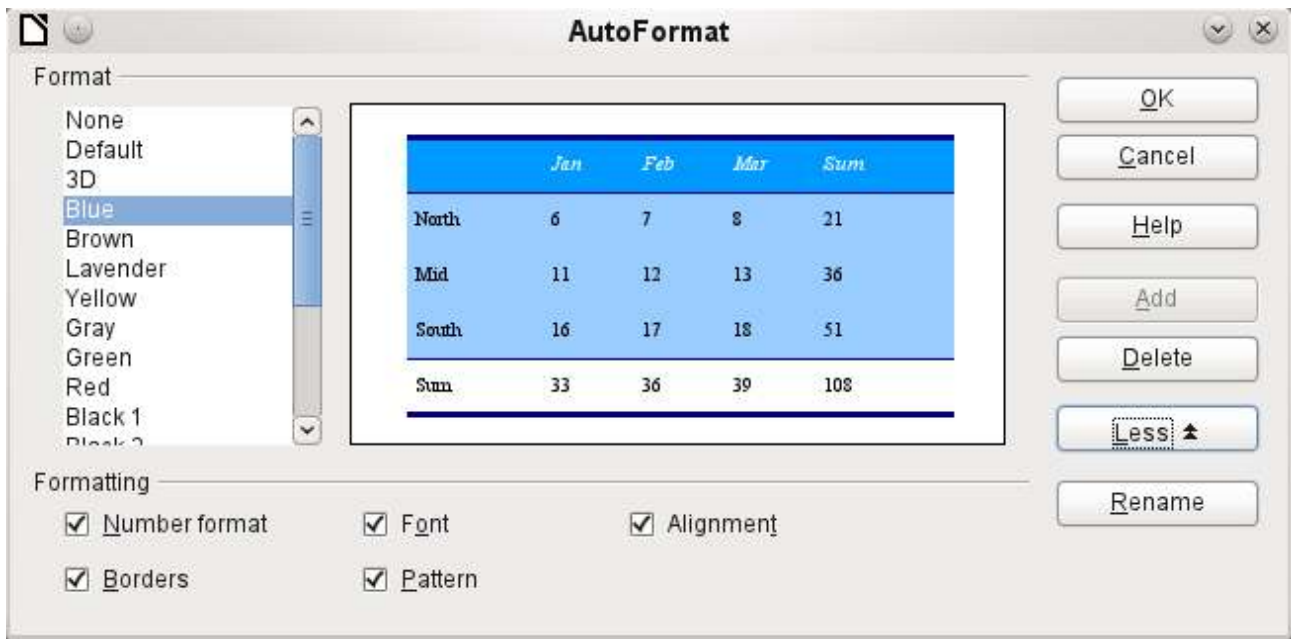 AutoFormat
Format
None
Default
3D
Blue
Brown
Lavender
Yellow
Gray
Green
Red
Black 1
Black 2
Jan Feb Mar Sum
North 6 7 8 21
Mid 11 12 13 36
South 16 17 18 51
Sum 33 36 39 108
OK
Cancel
Help
Add
Delete
Less
Rename
Formatting
Number format Font Alignment
Borders Pattern